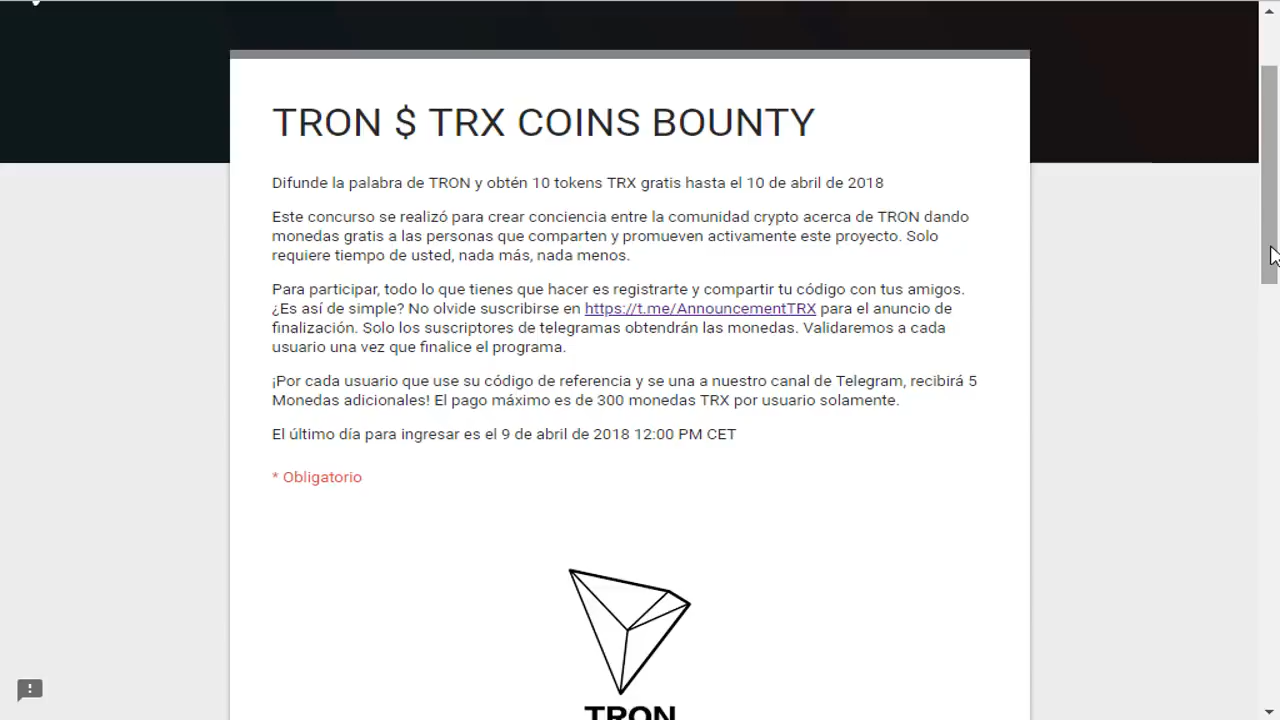 TRON $ TRX COINS BOUNTY
Difunde la palabra de TRON y obtén 10 tokens TRX gratis hasta el 10 de abril de 2018
Este concurso se realizó para crear conciencia entre la comunidad crypto acerca de TRON dando
monedas gratis a las personas que comparten y promueven activamente este proyecto. Solo
requiere tiempo de usted, nada más, nada menos.
Para participar, todo lo que tienes que hacer es registrarte y compartir tu código con tus amigos.
¿Es así de simple? No olvide suscribirse en https://t.me/AnnouncementTRX para el anuncio de
finalización. Solo los suscriptores de telegramas obtendrán las monedas. Validaremos a cada
usuario una vez que finalice el programa.
¡Por cada usuario que use su código de referencia y se una a nuestro canal de Telegram, recibirá 5
Monedas adicionales! El pago máximo es de 300 monedas TRX por usuario solamente.
El último día para ingresar es el 9 de abril de 2018 12:00 PM CET
* Obligatorio
TRON